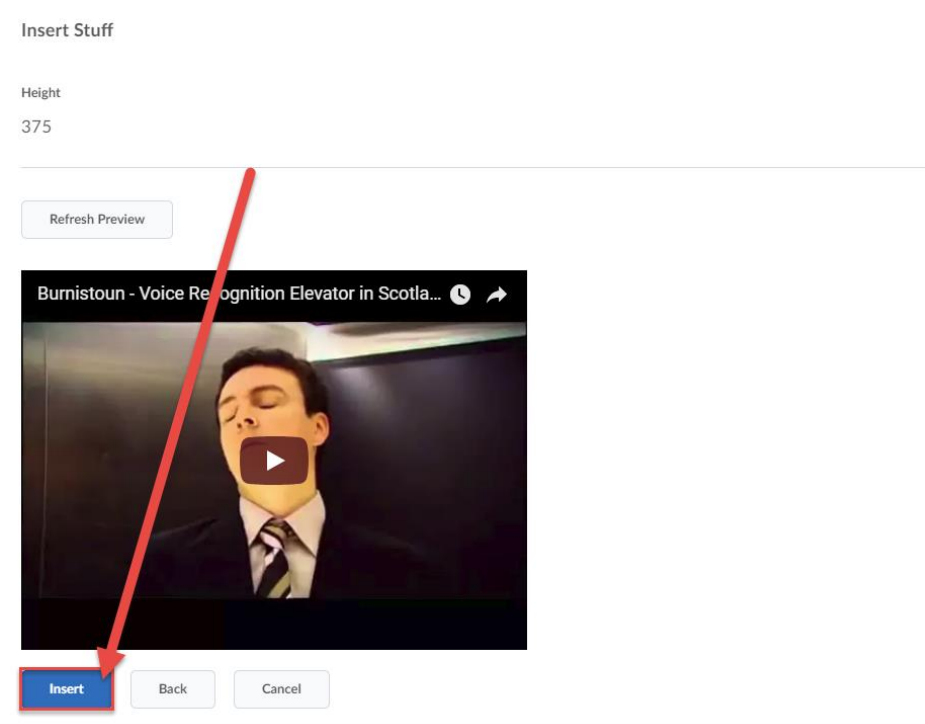 Insert Stuff
Height
375
Refresh Preview
Burnistoun - Voice Recognition Elevator in Scotla...
Insert Back Cancel